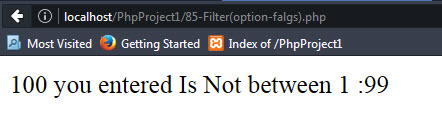 localhost/PhpProject1/85-Filter(option-falgs).php
Most Visited Getting Started Index of /PhpProject1
100 you entered Is Not between 1 :99